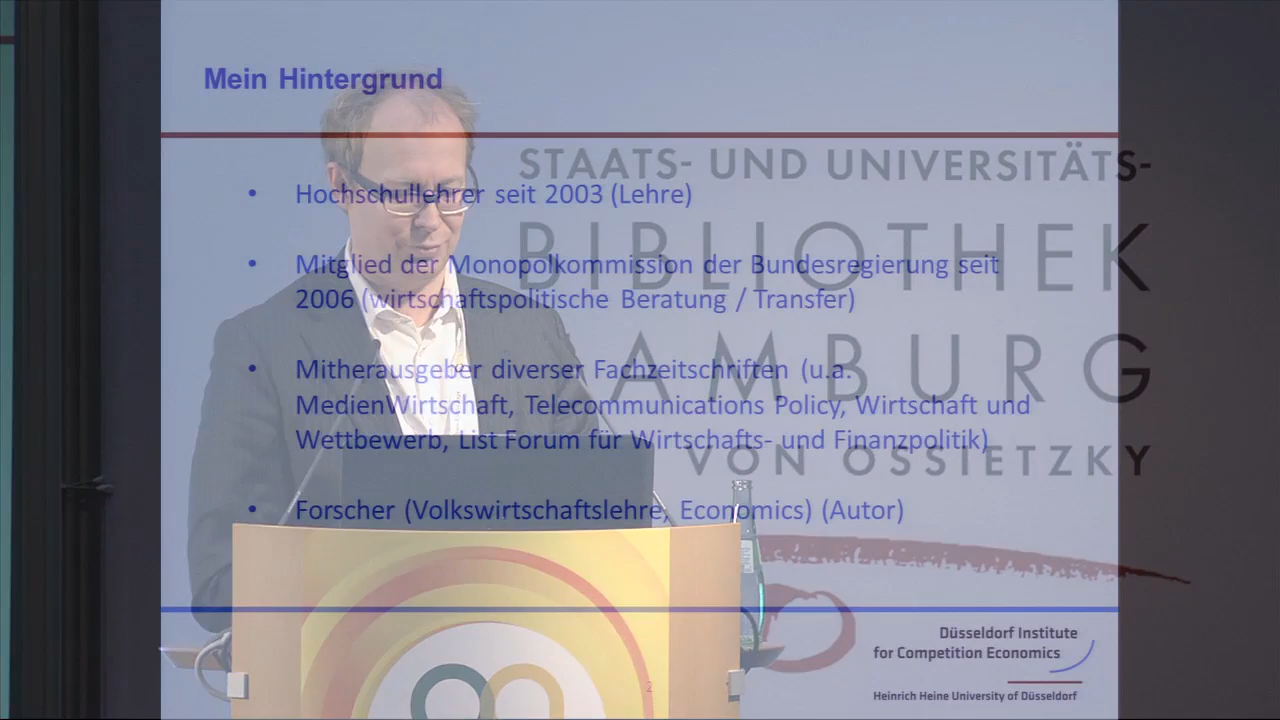 Mein Hintergrund
STAATS- UND UNIVERSITÄTS-
BIBLIOTHEK
HAMBURG
VON OSSIETZKY
• Hochschullehrer seit 2003 (Lehre)
• Mitglied der Monopolkommission der Bundesregierung seit
2006 (wirtschaftspolitische Beratung / Transfer)
• Mitherausgeber diverser Fachzeitschriften (u.a.
MedienWirtschaft, Telecommunications Policy, Wirtschaft und
Wettbewerb, List Forum für Wirtschafts- und Finanzpolitik)
• Forscher (Volkswirtschaftslehre, Economics) (Autor)
Düsseldorf Institute
for Competition Economics
Heinrich Heine University of Düsseldorf
2